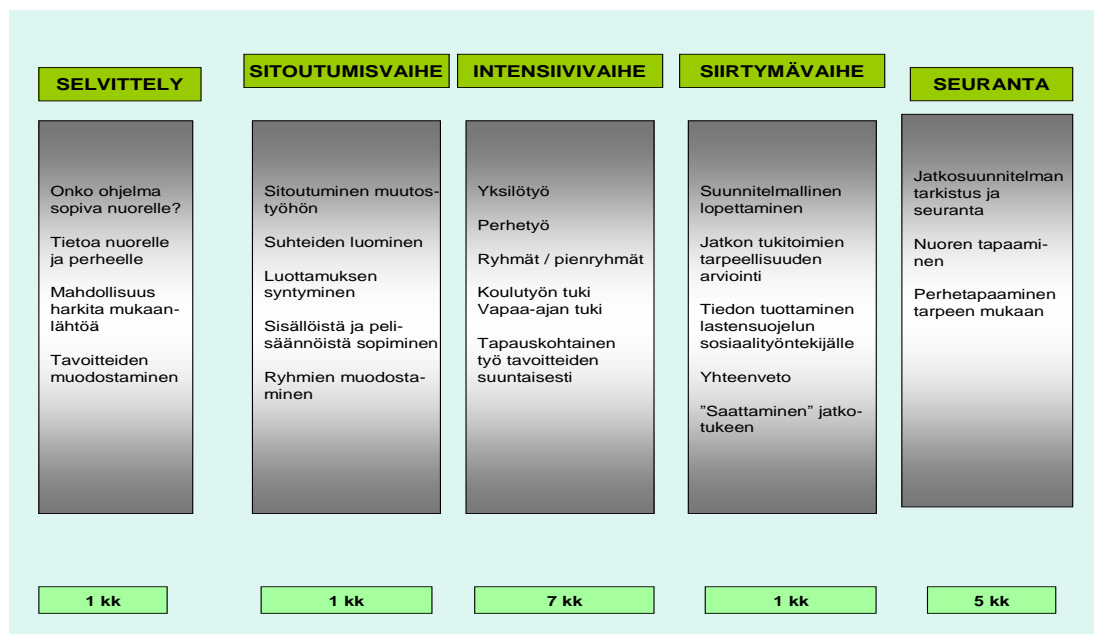 SELVITTELY
Onko ohjelma
sopiva nuorelle?
Tietoa nuorelle
ja perheelle
Mahdollisuus
harkita mukaan-
lähtöä
Tavoitteiden
muodostaminen
1 kk
SITOUTUMISVAIHE
Sitoutuminen muutos-
työhön
Suhteiden luominen
Luottamuksen
syntyminen
Sisällöistä ja peli-
säännöistä sopiminen
Ryhmien muodosta-
minen
1 kk
INTENSIIVIVAIHE
Yksilötyö
Perhetyö
Ryhmät / pienryhmät
Koulutyön tuki
Vapaa-ajan tuki
Tapauskohtainen
työ tavoitteiden
suuntaisesti
7 kk
SIIRTYMÄVAIHE
Suunnitelmallinen
lopettaminen
Jatkon tukitoimien
tarpeellisuuden
arviointi
Tiedon tuottaminen
lastensuojelun
sosiaalityöntekijälle
Yhteenveto
”Saattaminen” jatko-
tukeen
1 kk
SEURANTA
Jatkosuunnitelman
tarkistus ja
seuranta
Nuoren tapaami-
nen
Perhetapaaminen
tarpeen mukaan
5 kk